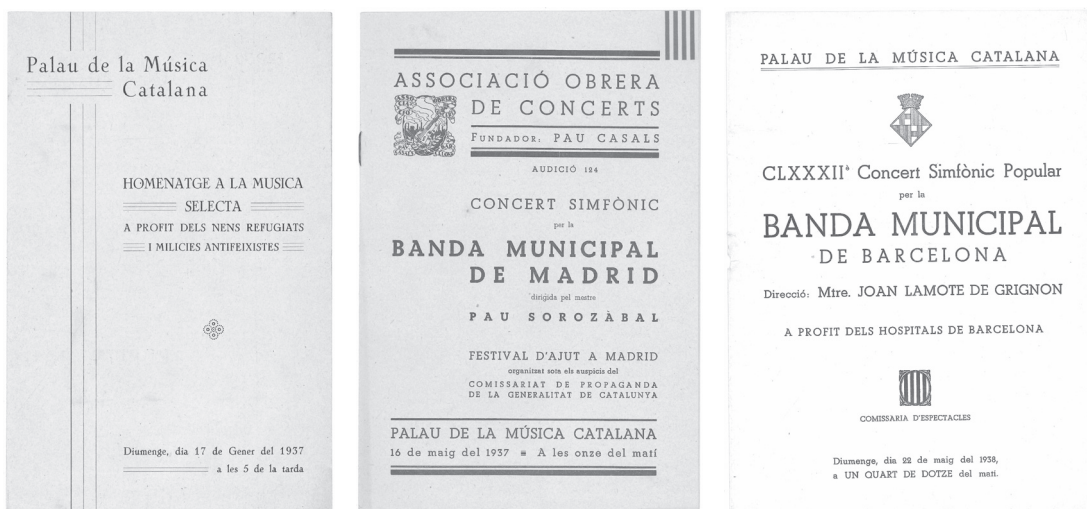 Palau de la Música
Catalana
HOMENATGE A LA MUSICA
SELECTA
A PROFIT DELS NENS REFUGIATS
I MILICIES ANTIFEIXISTES
Diumenge, dia 17 de Gener del 1937
a les 5 de la tarda
ASSOCIACIÓ OBRERA
DE CONCERTS
FUNDADOR: PAU CASALS
AUDICIÓ 124
CONCERT SIMFÒNIC
per la
BANDA MUNICIPAL
DE MADRID
dirigida pel mestre
PAU SOROZÀBAL
FESTIVAL D'AJUT A MADRID
organitzat sota els auspicis del
COMISSARIAT DE PROPAGANDA
DE LA GENERALITAT DE CATALUNYA
PALAU DE LA MÚSICA CATALANA
16 de maig del 1937 = A les onze del matí
PALAU DE LA MÚSICA CATALANA
CLXXXIIè Concert Simfònic Popular
per la
BANDA MUNICIPAL
DE BARCELONA
Direcció: Mtre. JOAN LAMOTE DE GRIGNON
A PROFIT DELS HOSPITALS DE BARCELONA
COMISSARIA D'ESPECTACLES
Diumenge, dia 22 de maig del 1938,
a UN QUART DE DOTZE del matí.